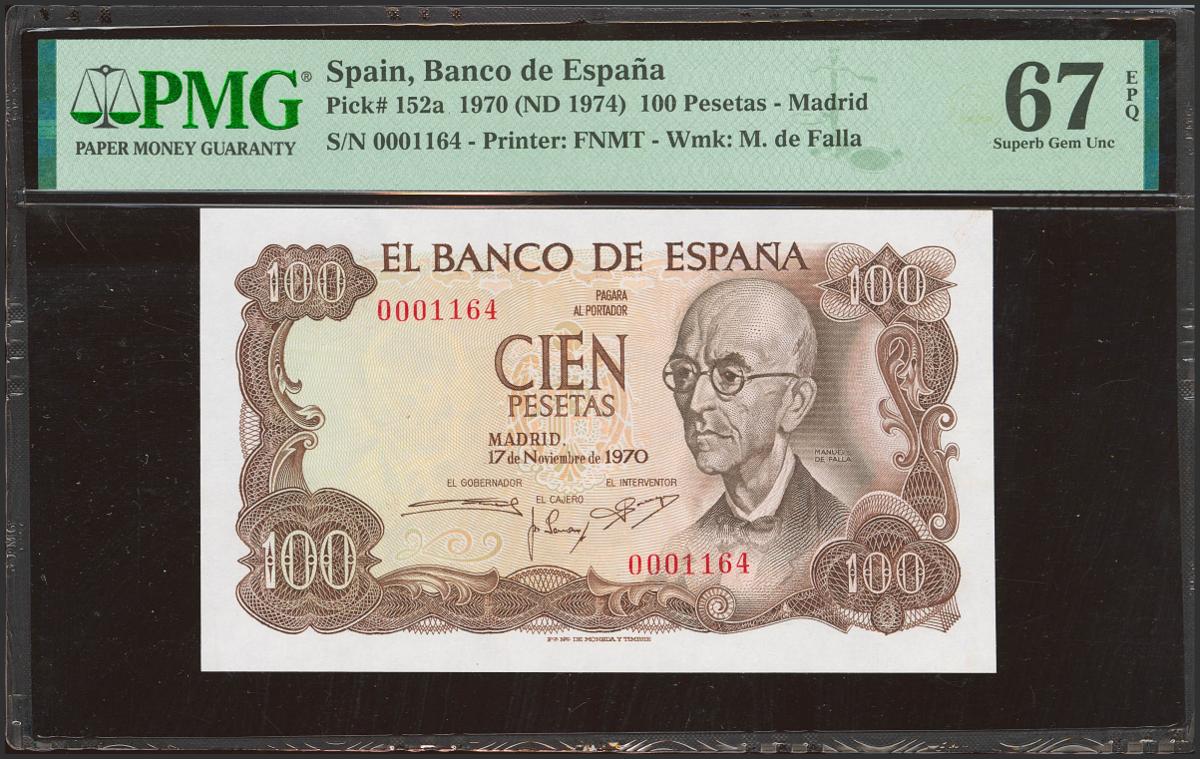 PMG®
PAPER MONEY GUARANTY
Spain, Banco de España
Pick# 152a 1970 (ND 1974) 100 Pesetas - Madrid
S/N 0001164 - Printer: FNMT - Wmk: M. de Falla
67
EPQ
Superb Gem Unc
EL BANCO DE ESPAÑA
100
100
0001164
PAGARA
AL PORTADOR
CIEN
PESETAS
MADRID,
17 de Noviembre de 1970
MANUEL
DE FALLA
EL GOBERNADOR
EL INTERVENTOR
EL CAJERO
0001164
100
100
DE MONEDA Y TIMBRE